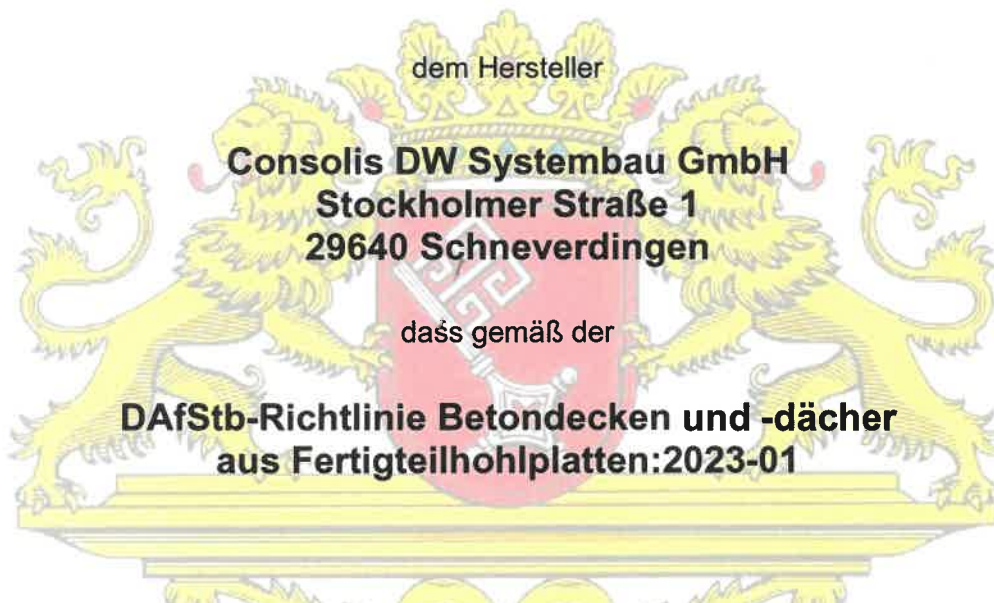 dem Hersteller
Consolis DW Systembau GmbH
Stockholmer Straße 1
29640 Schneverdingen
dass gemäß der
DAfStb-Richtlinie Betondecken und -dächer
aus Fertigteilhohlplatten:2023-01